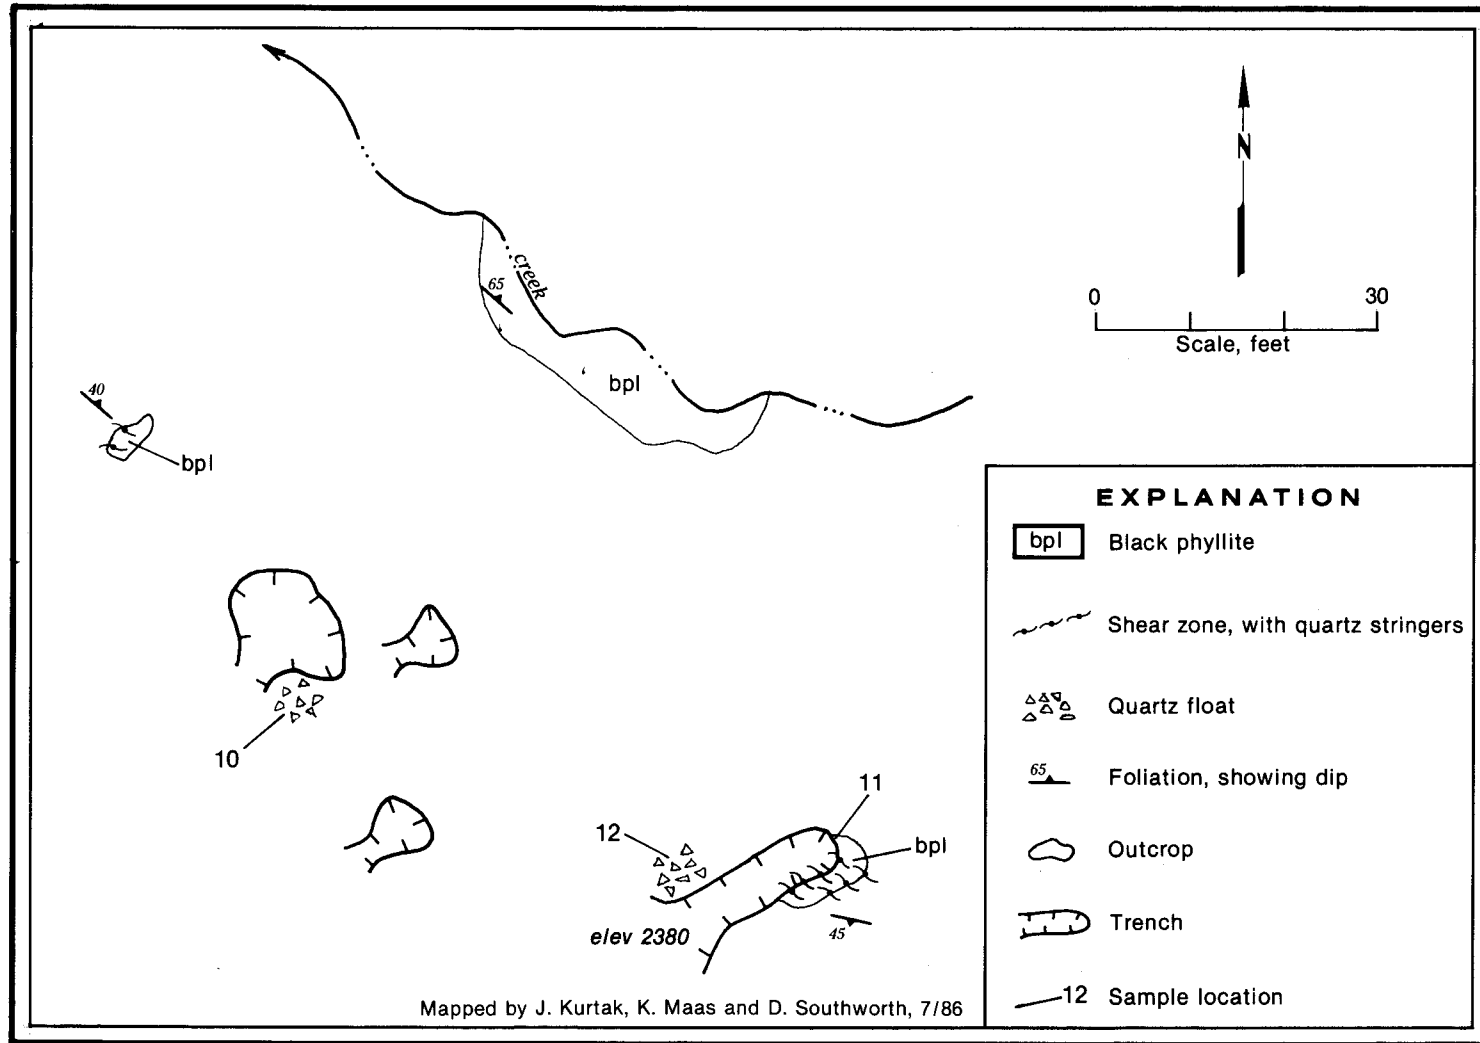 N
0 30
Scale, feet
creek
65
bpl
40
bpl
10
11
12
bpl
elev 2380
45
Mapped by J. Kurtak, K. Maas and D. Southworth, 7/86
EXPLANATION
bpl Black phyllite
Shear zone, with quartz stringers
Quartz float
65 Foliation, showing dip
Outcrop
Trench
12 Sample location